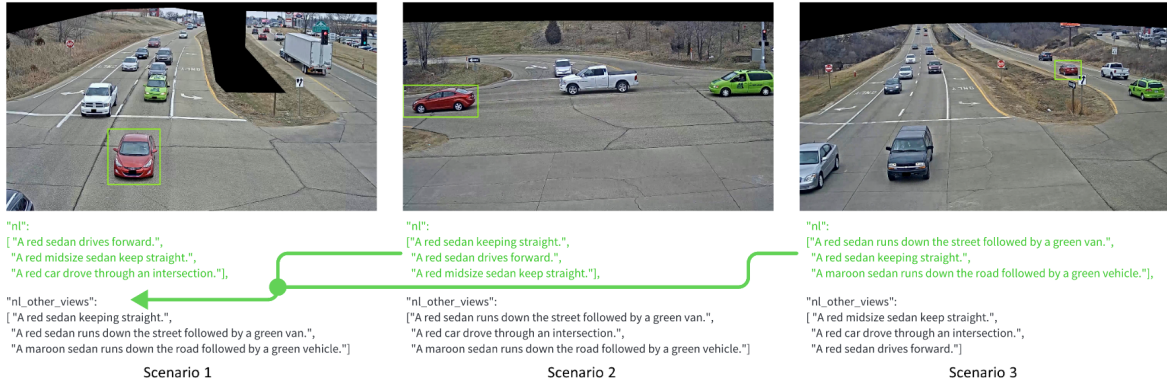 "nl":
[ "A red sedan drives forward.",
"A red midsize sedan keep straight.",
"A red car drove through an intersection."],
"nl_other_views":
[ "A red sedan keeping straight.",
"A red sedan runs down the street followed by a green van.",
"A maroon sedan runs down the road followed by a green vehicle."]
Scenario 1
"nl":
["A red sedan keeping straight.",
"A red sedan drives forward.",
"A red midsize sedan keep straight."],
"nl_other_views":
["A red sedan runs down the street followed by a green van.",
"A red car drove through an intersection.",
"A maroon sedan runs down the road followed by a green vehicle."]
Scenario 2
"nl":
["A red sedan runs down the street followed by a green van.",
"A red sedan keeping straight.",
"A maroon sedan runs down the road followed by a green vehicle."],
"nl_other_views":
[ "A red midsize sedan keep straight.",
"A red car drove through an intersection.",
"A red sedan drives forward."]
Scenario 3